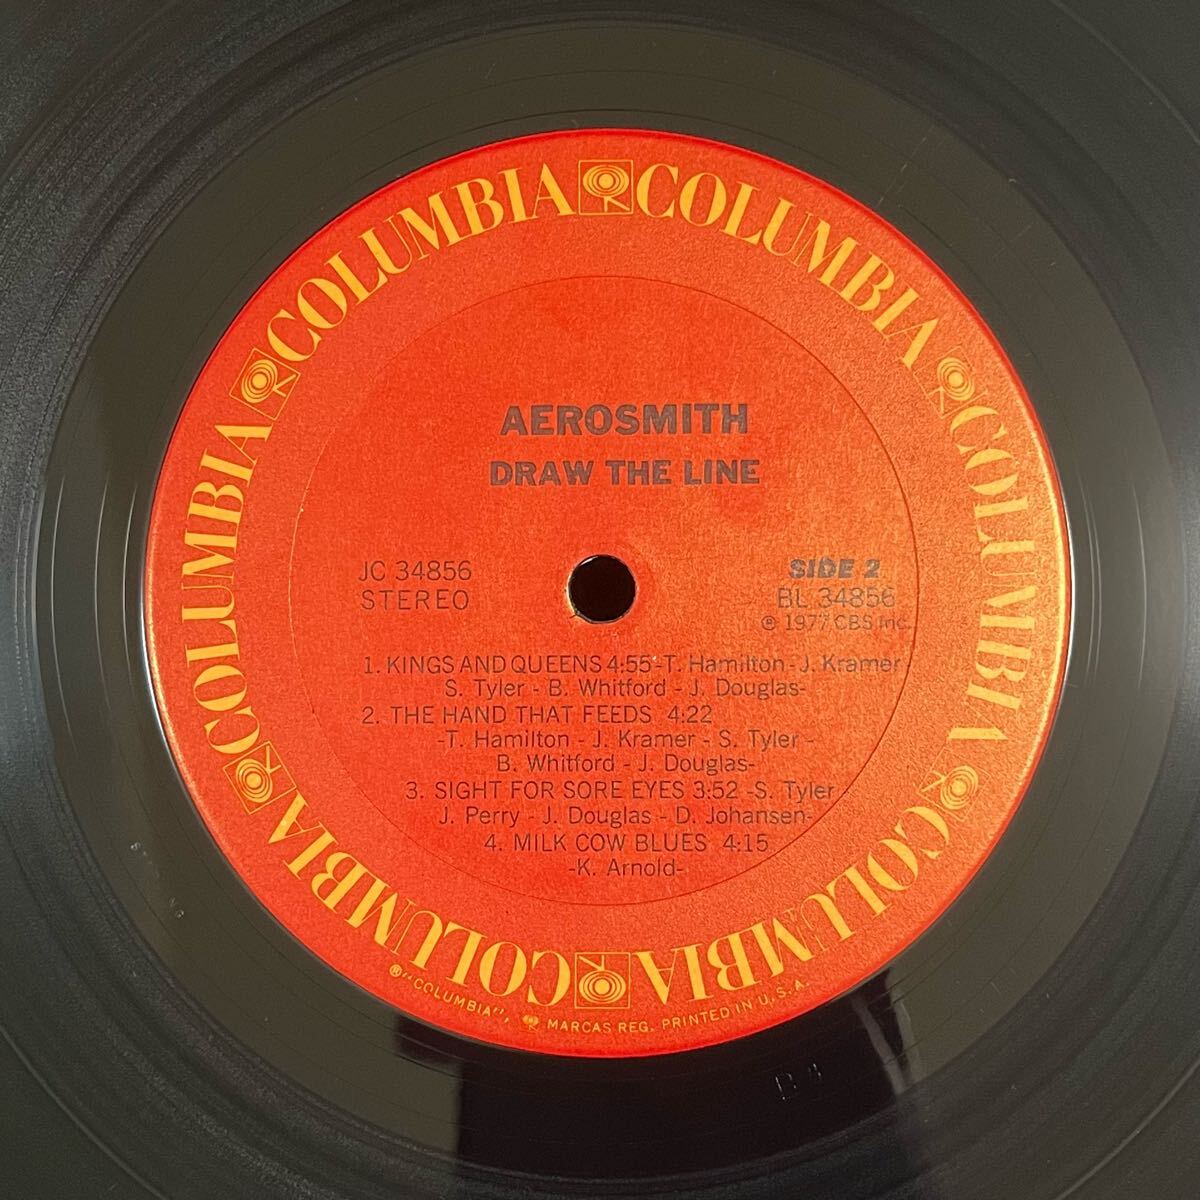 COLUMBIA COLUMBIA COLUMBIA COLUMBIA COLUMBIA COLUMBIA
AEROSMITH
DRAW THE LINE
JC 34856
STEREO
SIDE 2
BL 34856
℗ 1977 CBS Inc.
1. KINGS AND QUEENS 4:55 -T. Hamilton - J. Kramer
S. Tyler - B. Whitford - J. Douglas-
2. THE HAND THAT FEEDS 4:22
-T. Hamilton - J. Kramer - S. Tyler -
B. Whitford - J. Douglas-
3. SIGHT FOR SORE EYES 3:52 -S. Tyler
J. Perry - J. Douglas - D. Johansen-
4. MILK COW BLUES 4:15
-K. Arnold-
®"COLUMBIA", MARCAS REG. PRINTED IN U.S.A.